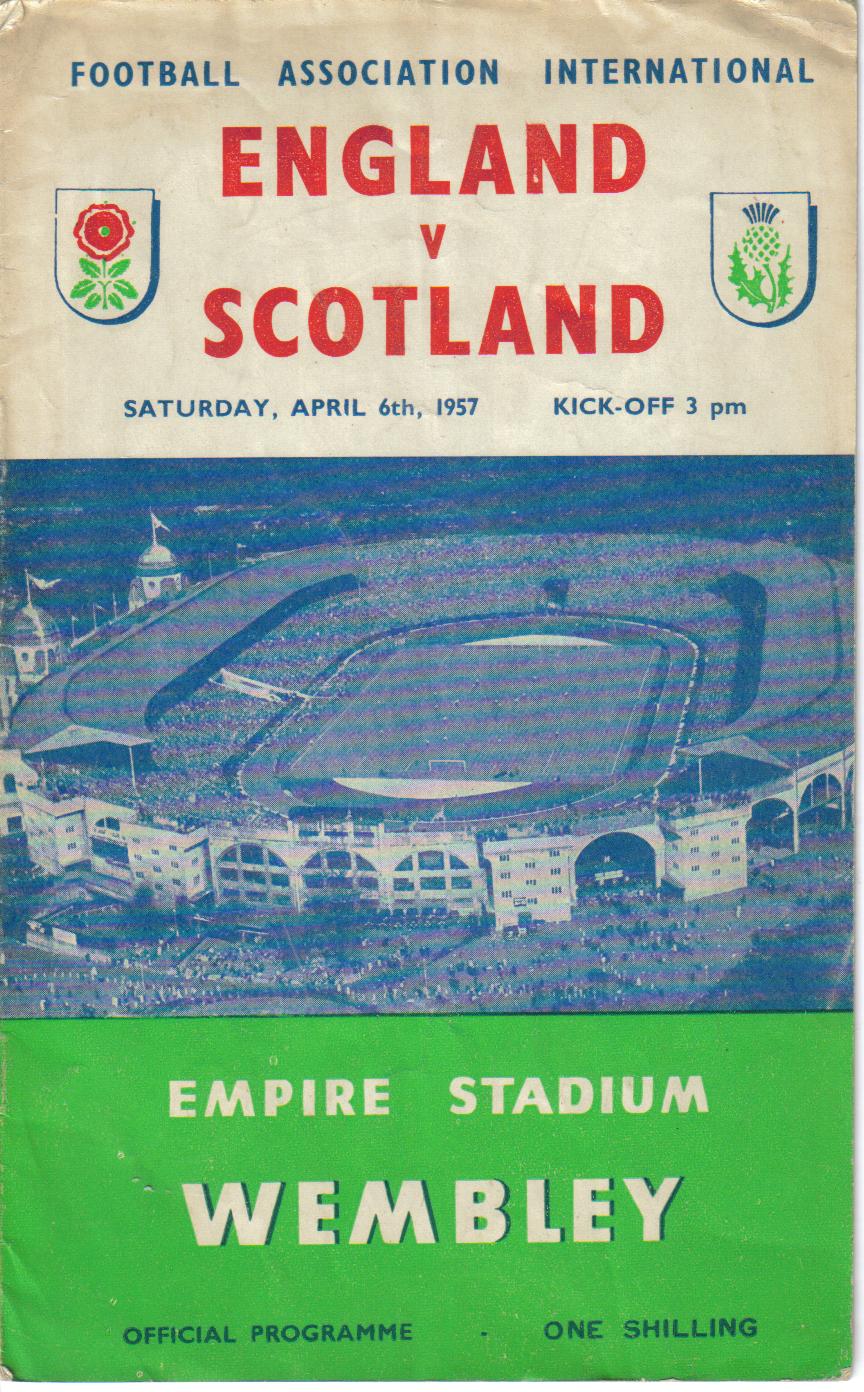 FOOTBALL ASSOCIATION INTERNATIONAL
ENGLAND
v
SCOTLAND
SATURDAY, APRIL 6th, 1957 KICK-OFF 3 pm
EMPIRE STADIUM
WEMBLEY
OFFICIAL PROGRAMME - ONE SHILLING